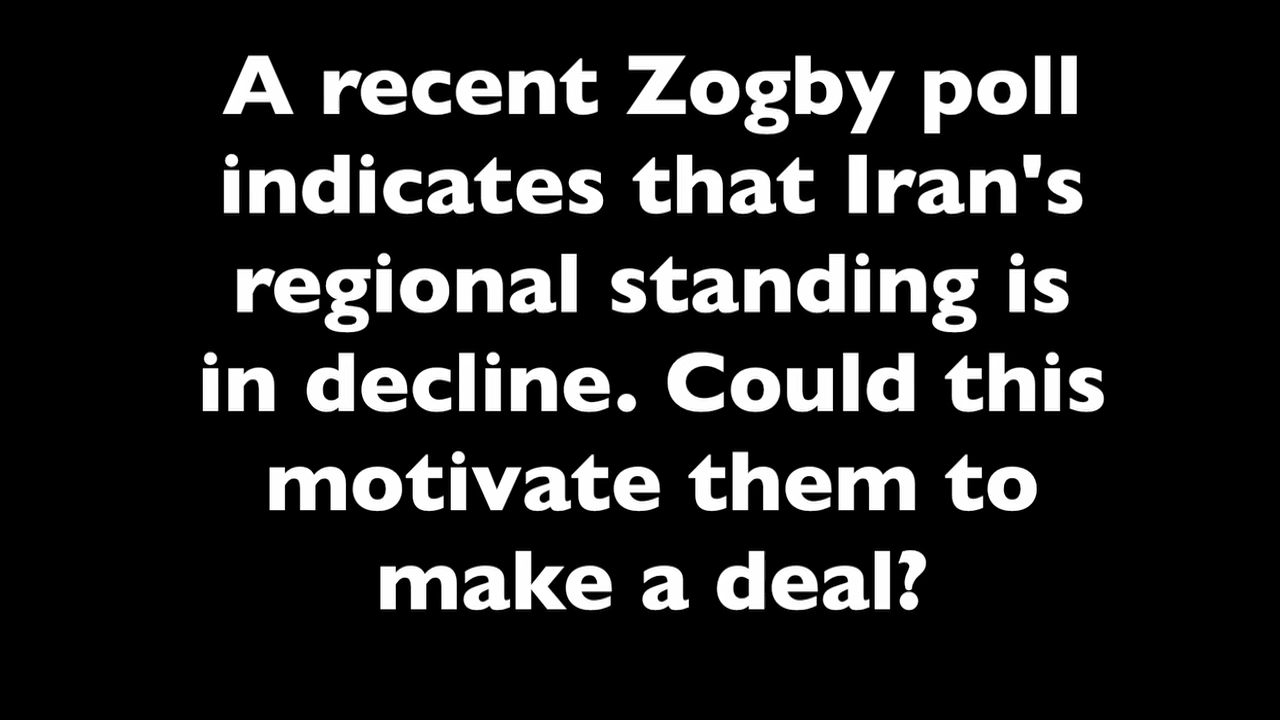 A recent Zogby poll
indicates that Iran's
regional standing is
in decline. Could this
motivate them to
make a deal?